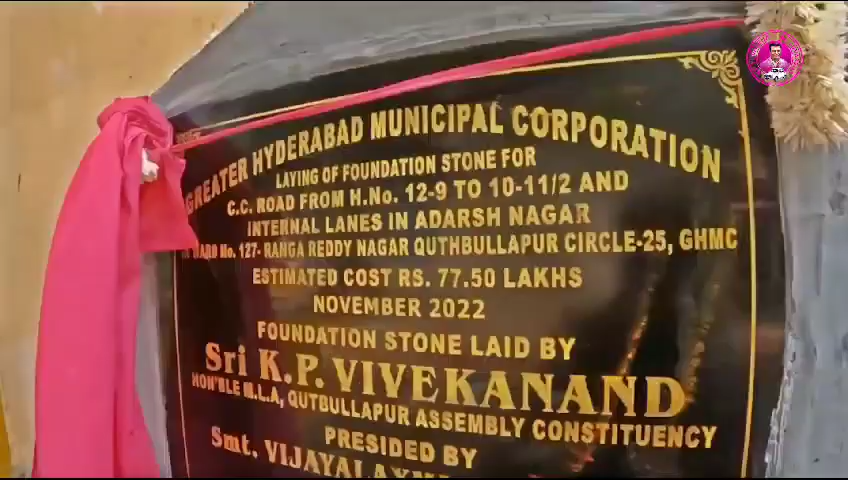 GREATER HYDERABAD MUNICIPAL CORPORATION
LAYING OF FOUNDATION STONE FOR
C.C. ROAD FROM H.No. 12-9 TO 10-11/2 AND
INTERNAL LANES IN ADARSH NAGAR
WARD No. 127- RANGA REDDY NAGAR QUTHBULLAPUR CIRCLE-25, GHMC
ESTIMATED COST RS. 77.50 LAKHS
NOVEMBER 2022
FOUNDATION STONE LAID BY
Sri K.P. VIVEKANAND
HON'BLE M.L.A, QUTBULLAPUR ASSEMBLY CONSTITUENCY
PRESIDED BY
Smt.